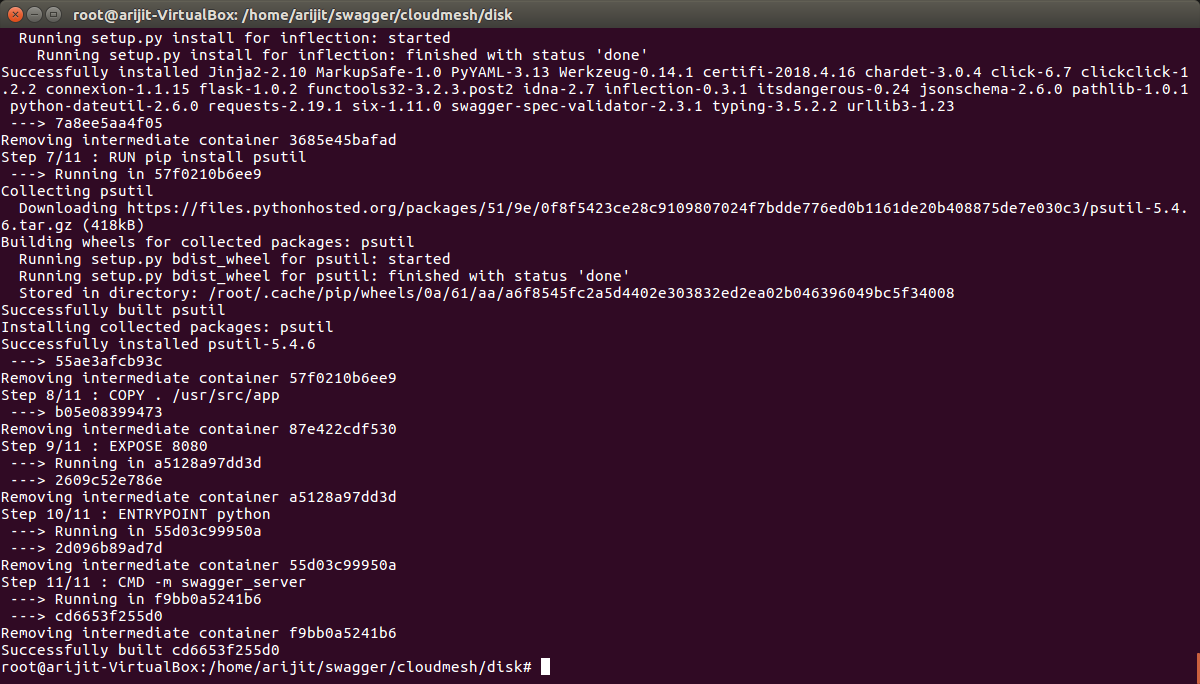 root@arijit-VirtualBox: /home/arijit/swagger/cloudmesh/disk
  Running setup.py install for inflection: started
    Running setup.py install for inflection: finished with status 'done'
Successfully installed Jinja2-2.10 MarkupSafe-1.0 PyYAML-3.13 Werkzeug-0.14.1 certifi-2018.4.16 chardet-3.0.4 click-6.7 clickclick-1
.2.2 connexion-1.1.15 flask-1.0.2 functools32-3.2.3.post2 idna-2.7 inflection-0.3.1 itsdangerous-0.24 jsonschema-2.6.0 pathlib-1.0.1
 python-dateutil-2.6.0 requests-2.19.1 six-1.11.0 swagger-spec-validator-2.3.1 typing-3.5.2.2 urllib3-1.23
 ---> 7a8ee5aa4f05
Removing intermediate container 3685e45bafad
Step 7/11 : RUN pip install psutil
 ---> Running in 57f0210b6ee9
Collecting psutil
  Downloading https://files.pythonhosted.org/packages/51/9e/0f8f5423ce28c9109807024f7bdde776ed0b1161de20b408875de7e030c3/psutil-5.4.
6.tar.gz (418kB)
Building wheels for collected packages: psutil
  Running setup.py bdist_wheel for psutil: started
  Running setup.py bdist_wheel for psutil: finished with status 'done'
  Stored in directory: /root/.cache/pip/wheels/0a/61/aa/a6f8545fc2a5d4402e303832ed2ea02b046396049bc5f34008
Successfully built psutil
Installing collected packages: psutil
Successfully installed psutil-5.4.6
 ---> 55ae3afcb93c
Removing intermediate container 57f0210b6ee9
Step 8/11 : COPY . /usr/src/app
 ---> b05e08399473
Removing intermediate container 87e422cdf530
Step 9/11 : EXPOSE 8080
 ---> Running in a5128a97dd3d
 ---> 2609c52e786e
Removing intermediate container a5128a97dd3d
Step 10/11 : ENTRYPOINT python
 ---> Running in 55d03c99950a
 ---> 2d096b89ad7d
Removing intermediate container 55d03c99950a
Step 11/11 : CMD -m swagger_server
 ---> Running in f9bb0a5241b6
 ---> cd6653f255d0
Removing intermediate container f9bb0a5241b6
Successfully built cd6653f255d0
root@arijit-VirtualBox:/home/arijit/swagger/cloudmesh/disk#